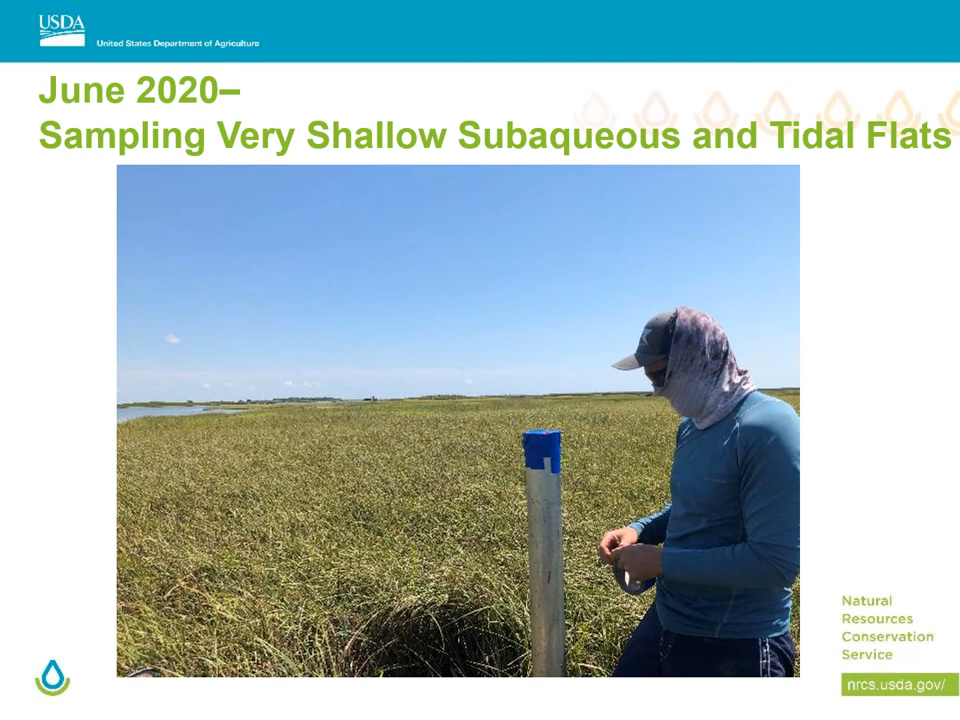 USDA
United States Department of Agriculture
June 2020–
Sampling Very Shallow Subaqueous and Tidal Flats
Natural
Resources
Conservation
Service
nrcs.usda.gov/